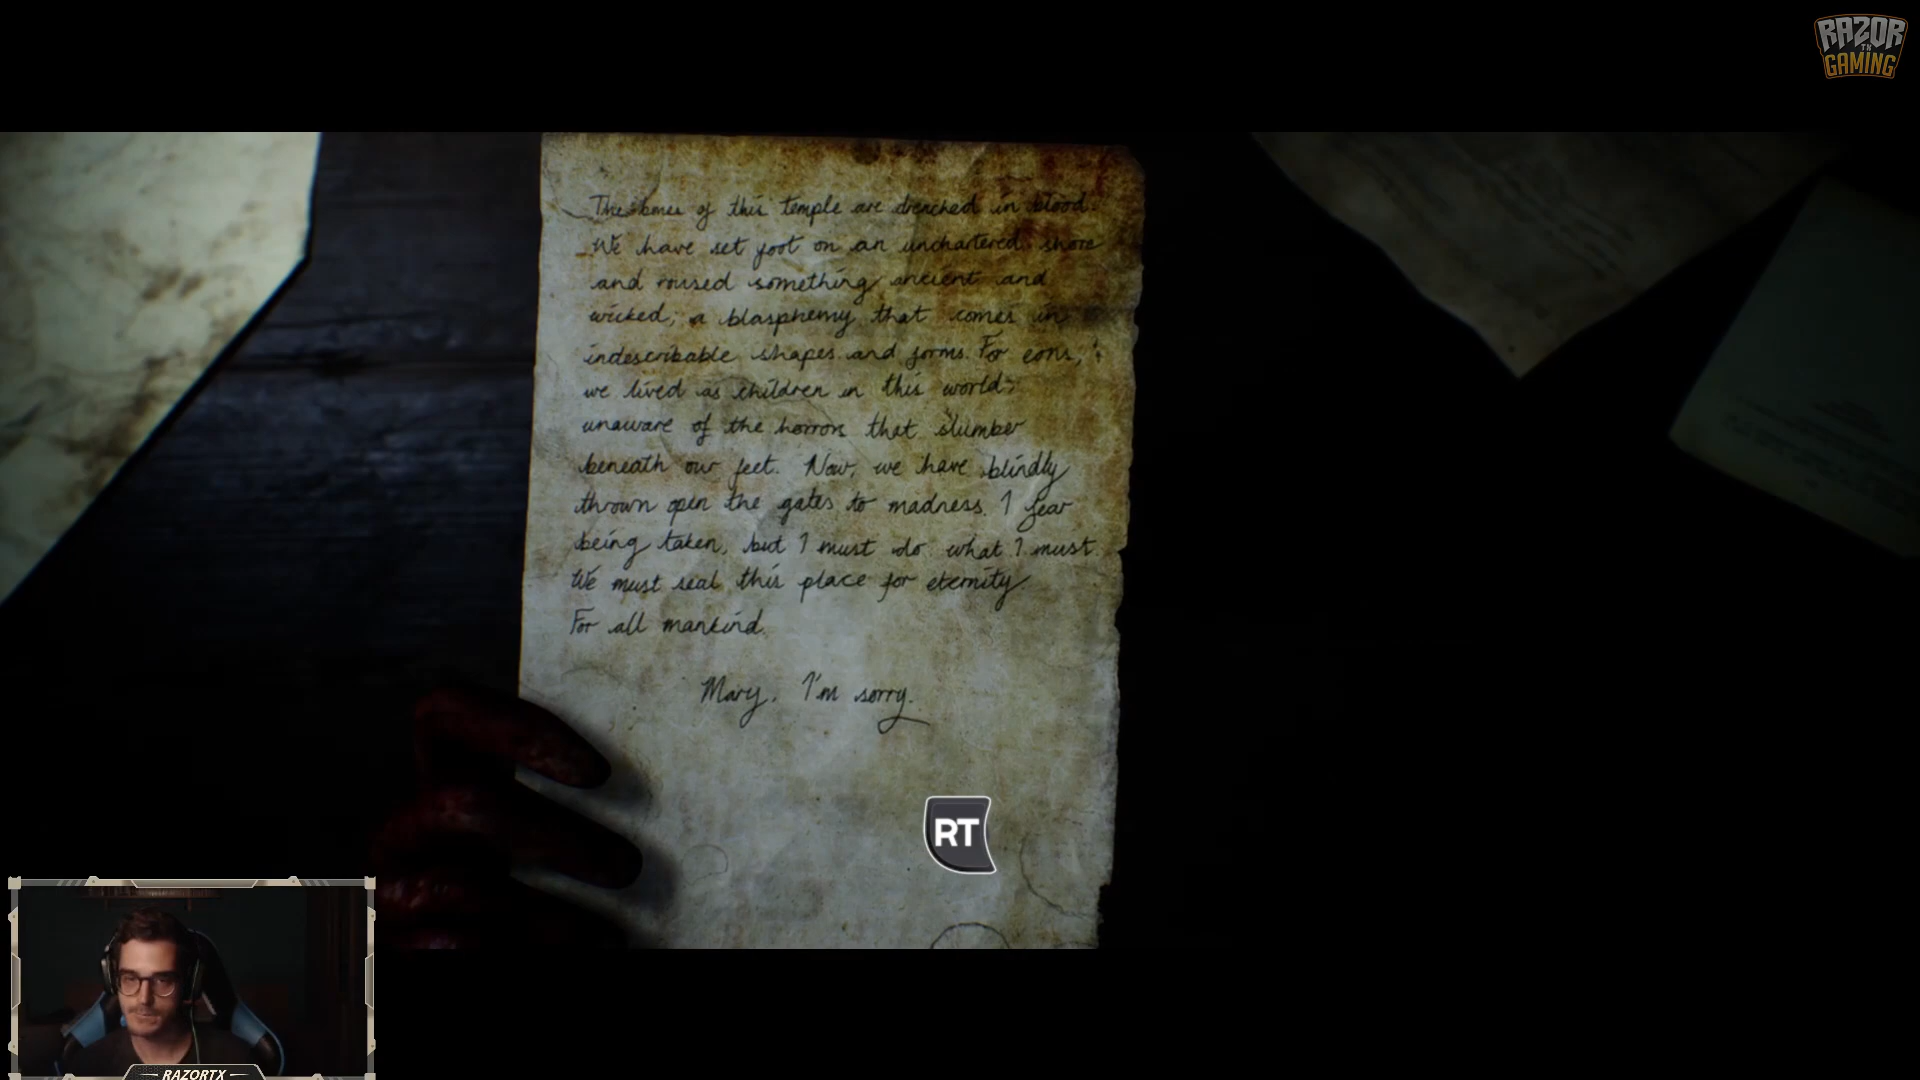 RAZOR
TX
GAMING
The bones of this temple are drenched in blood.
We have set foot on an unchartered shore
and roused something ancient and
wicked; a blasphemy that comes in
indescribable shapes and forms. For eons,
we lived as children in this world;
unaware of the horrors that slumber
beneath our feet. Now, we have blindly
thrown open the gates to madness. I fear
being taken, but I must do what I must.
We must seal this place for eternity.
For all mankind.
Mary, I'm sorry.
RT
RAZORTX